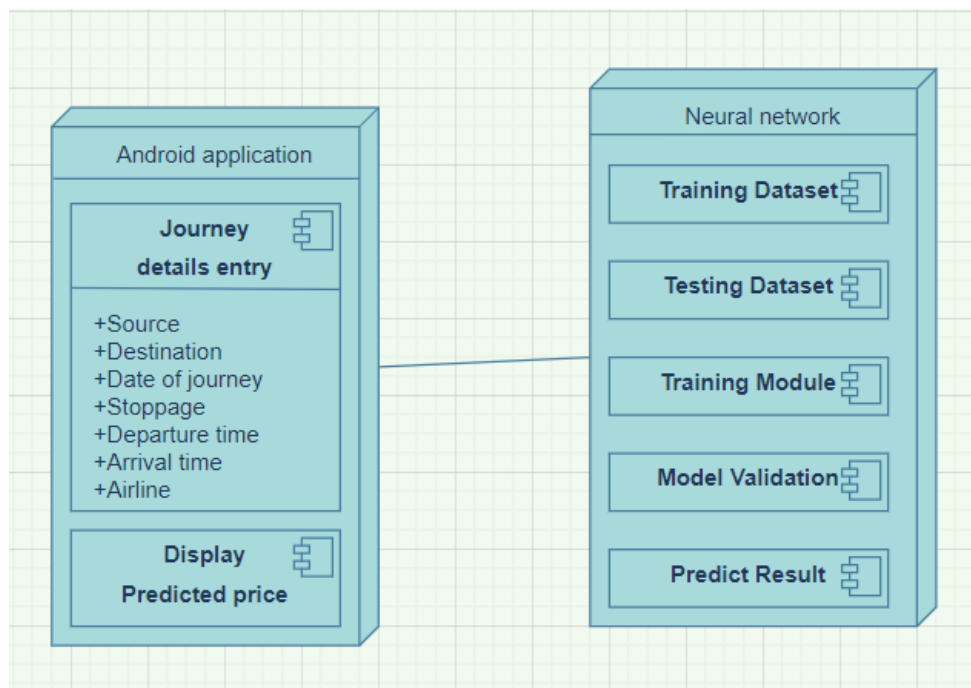 Android application
Journey
details entry
+Source
+Destination
+Date of journey
+Stoppage
+Departure time
+Arrival time
+Airline
Display
Predicted price
Neural network
Training Dataset
Testing Dataset
Training Module
Model Validation
Predict Result